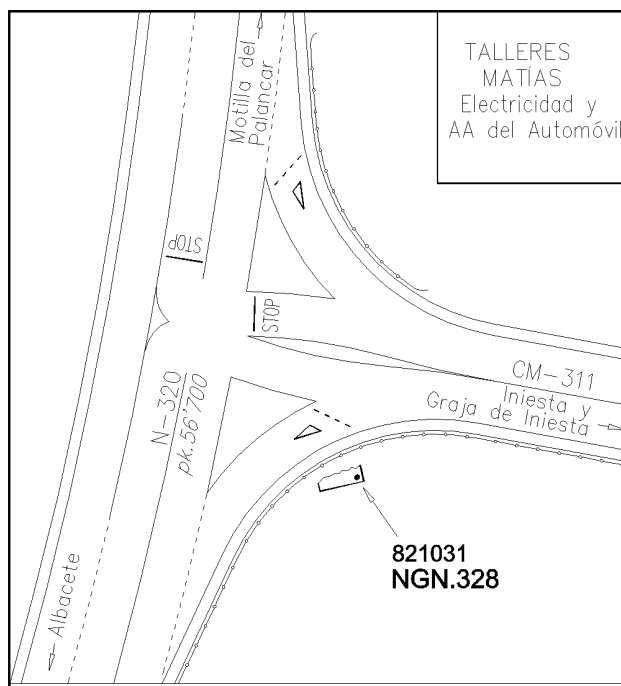 TALLERES
MATÍAS
Electricidad y
AA del Automóvil
Motilla del
Palancar
STOP
STOP
CM-311
Iniesta y
Graja de Iniesta
N-320
pk.56'700
Albacete
821031
NGN.328